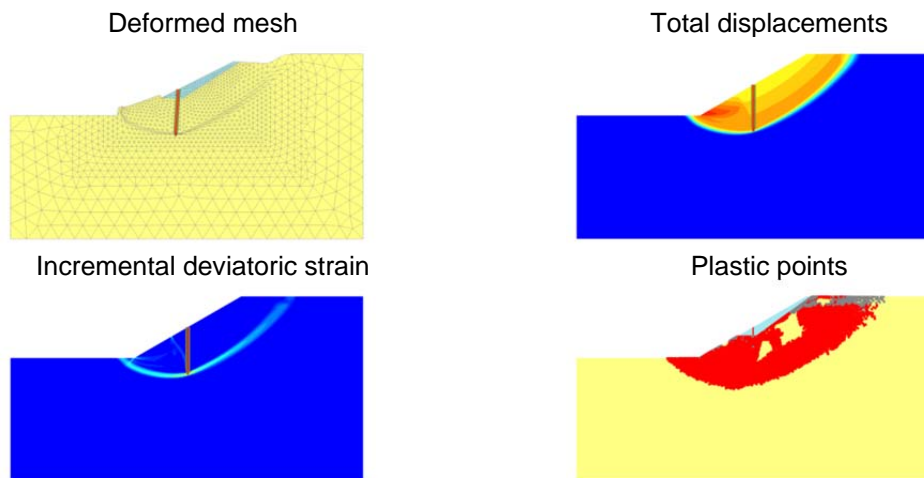 Deformed mesh
Total displacements
Incremental deviatoric strain
Plastic points